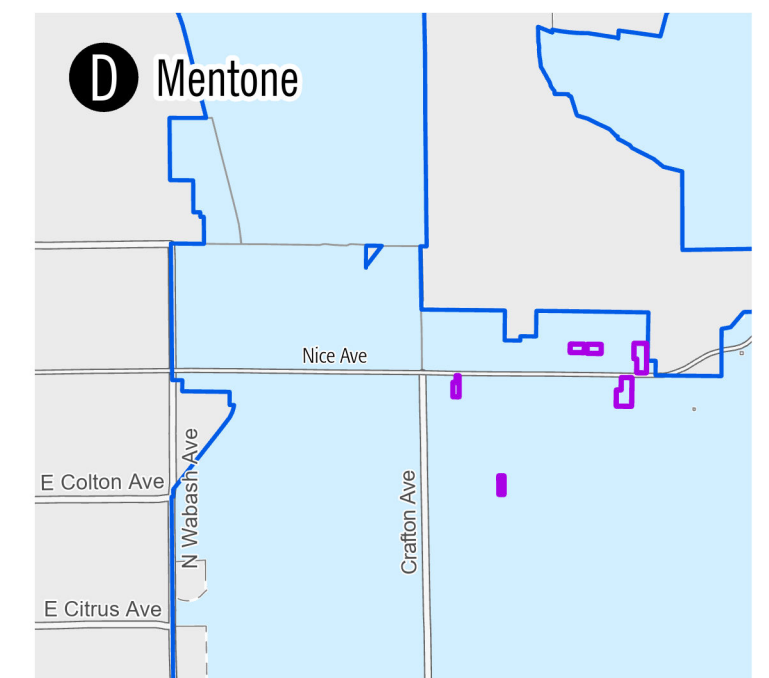 D Mentone
Nice Ave
E Colton Ave
N Wabash Ave
Crafton Ave
E Citrus Ave